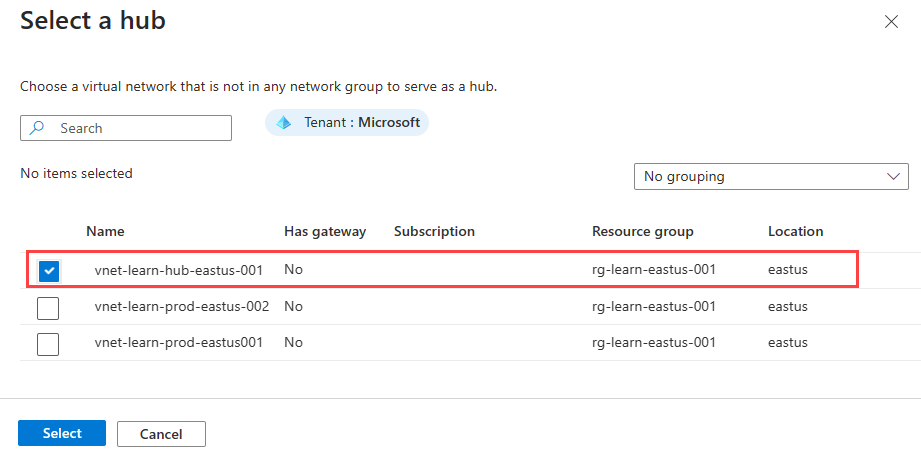 Select a hub
Choose a virtual network that is not in any network group to serve as a hub.
Search
Tenant : Microsoft
No items selected
No grouping
Name Has gateway Subscription Resource group Location
vnet-learn-hub-eastus-001 No rg-learn-eastus-001 eastus
vnet-learn-prod-eastus-002 No rg-learn-eastus-001 eastus
vnet-learn-prod-eastus001 No rg-learn-eastus-001 eastus
Select Cancel